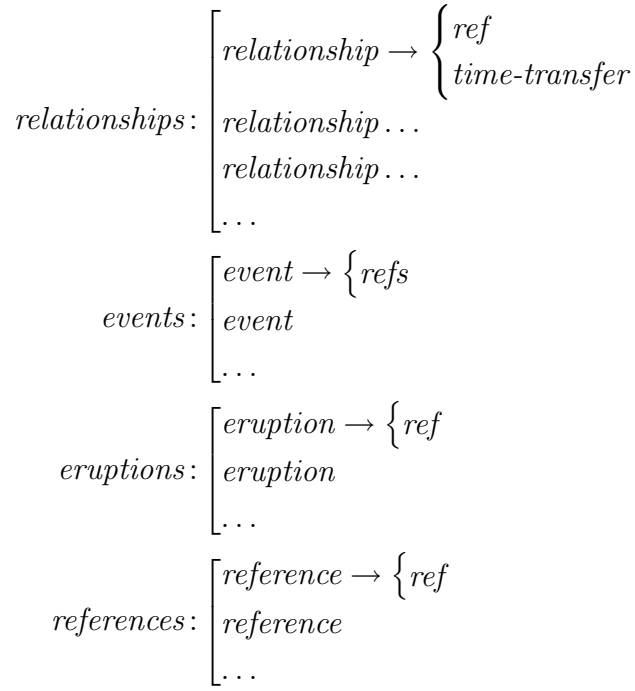 relationships: [relationship → {ref
time-transfer
relationship ...
relationship ...
...
events: [event → {refs
event
...
eruptions: [eruption → {ref
eruption
...
references: [reference → {ref
reference
...